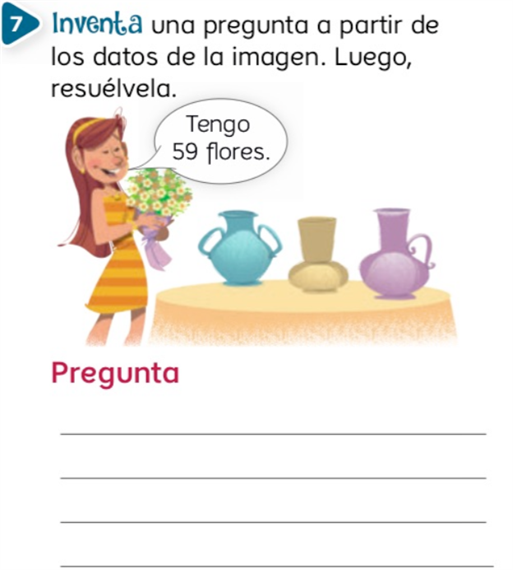 7 Inventa una pregunta a partir de
los datos de la imagen. Luego,
resuélvela.
Tengo
59 flores.
Pregunta